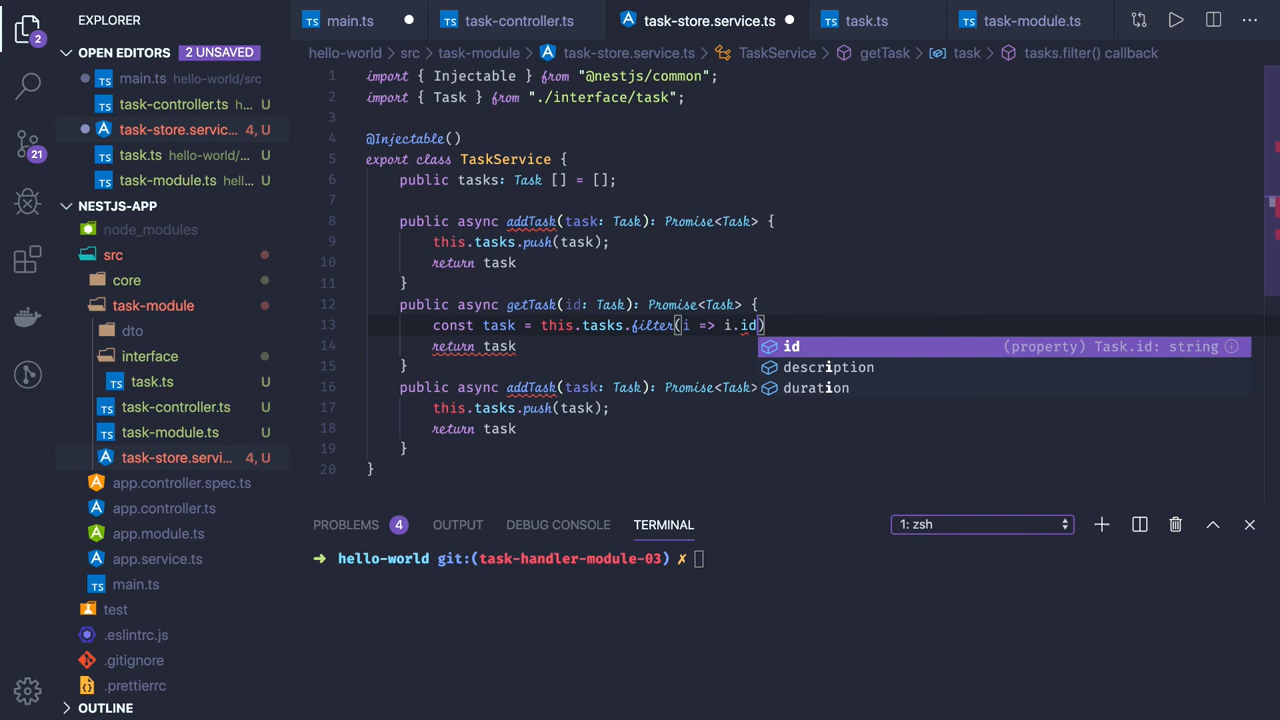 EXPLORER
OPEN EDITORS 2 UNSAVED
main.ts hello-world/src
task-controller.ts h... U
task-store.servic... 4, U
task.ts hello-world/... U
task-module.ts hell... U
NESTJS-APP
node_modules
src
core
task-module
dto
interface
task.ts U
task-controller.ts U
task-module.ts U
task-store.servi... 4, U
app.controller.spec.ts
app.controller.ts
app.module.ts
app.service.ts
main.ts
test
.eslintrc.js
.gitignore
.prettierrc
OUTLINE
2
21
main.ts task-controller.ts task-store.service.ts task.ts task-module.ts
hello-world > src > task-module > task-store.service.ts > TaskService > getTask > task > tasks.filter() callback
1 import { Injectable } from "@nestjs/common";
2 import { Task } from "./interface/task";
3
4 @Injectable()
5 export class TaskService {
6 public tasks: Task [] = [];
7
8 public async addTask(task: Task): Promise<Task> {
9 this.tasks.push(task);
10 return task
11 }
12 public async getTask(id: Task): Promise<Task> {
13 const task = this.tasks.filter(i => i.id)
14 return task
15 }
16 public async addTask(task: Task): Promise<Task>
17 this.tasks.push(task);
18 return task
19 }
20 }
id (property) Task.id: string
description
duration
PROBLEMS 4 OUTPUT DEBUG CONSOLE TERMINAL 1: zsh
➜ hello-world git:(task-handler-module-03) ✗